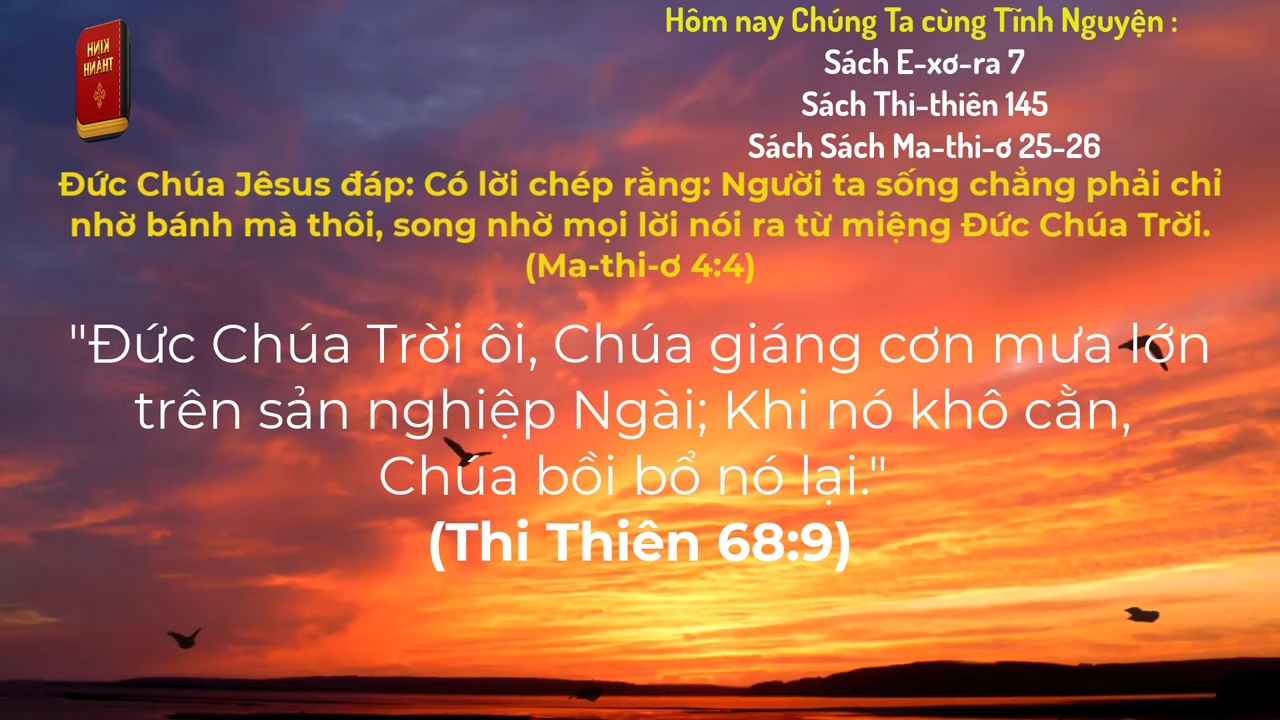 KINH
THÁNH
Hôm nay Chúng Ta cùng Tĩnh Nguyện :
Sách E-xơ-ra 7
Sách Thi-thiên 145
Sách Sách Ma-thi-ơ 25-26
Đức Chúa Jêsus đáp: Có lời chép rằng: Người ta sống chẳng phải chỉ
nhờ bánh mà thôi, song nhờ mọi lời nói ra từ miệng Đức Chúa Trời.
(Ma-thi-ơ 4:4)
"Đức Chúa Trời ôi, Chúa giáng cơn mưa lớn
trên sản nghiệp Ngài; Khi nó khô cằn,
Chúa bồi bổ nó lại."
(Thi Thiên 68:9)